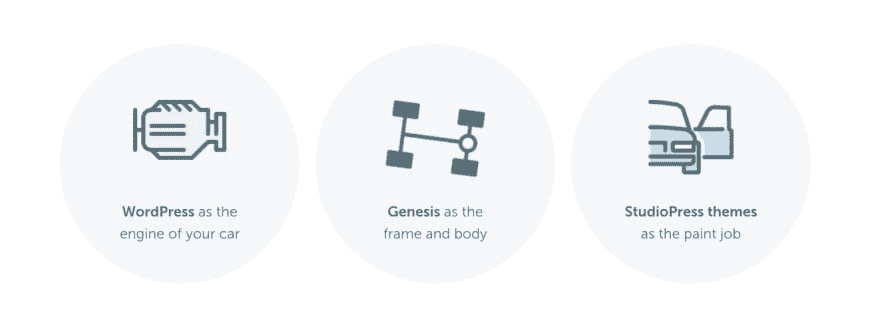 WordPress as the
engine of your car
Genesis as the
frame and body
StudioPress themes
as the paint job